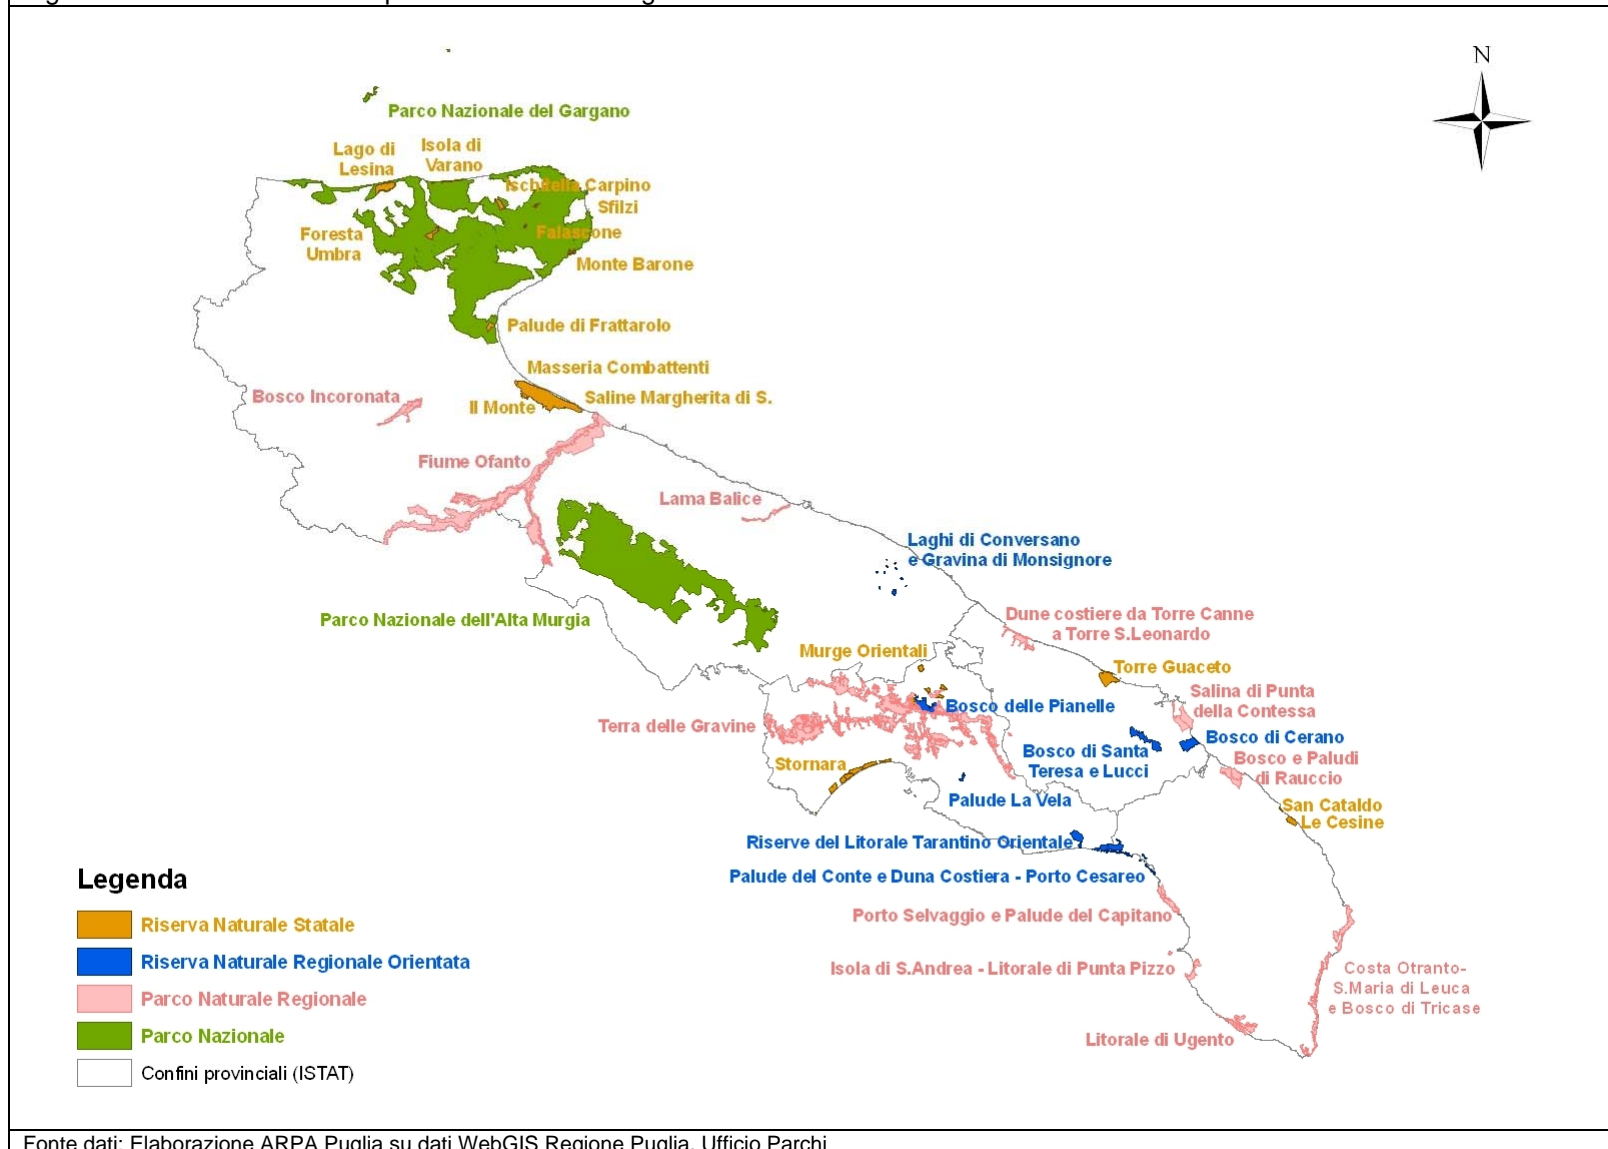 N
Parco Nazionale del Gargano
Lago di
Lesina
Isola di
Varano
Ischitella Carpino
Sfilzi
Foresta
Umbra
Falascone
Monte Barone
Palude di Frattarolo
Masseria Combattenti
Bosco Incoronata
Il Monte
Saline Margherita di S.
Fiume Ofanto
Lama Balice
Laghi di Conversano
e Gravina di Monsignore
Parco Nazionale dell'Alta Murgia
Dune costiere da Torre Canne
a Torre S.Leonardo
Murge Orientali
Torre Guaceto
Salina di Punta
della Contessa
Bosco delle Pianelle
Terra delle Gravine
Bosco di Cerano
Bosco di Santa
Teresa e Lucci
Bosco e Paludi
di Rauccio
Stornara
Palude La Vela
San Cataldo
Le Cesine
Riserve del Litorale Tarantino Orientale
Palude del Conte e Duna Costiera - Porto Cesareo
Porto Selvaggio e Palude del Capitano
Isola di S.Andrea - Litorale di Punta Pizzo
Costa Otranto-
S.Maria di Leuca
e Bosco di Tricase
Litorale di Ugento
Legenda
Riserva Naturale Statale
Riserva Naturale Regionale Orientata
Parco Naturale Regionale
Parco Nazionale
Confini provinciali (ISTAT)
Fonte dati: Elaborazione ARPA Puglia su dati WebGIS Regione Puglia, Ufficio Parchi